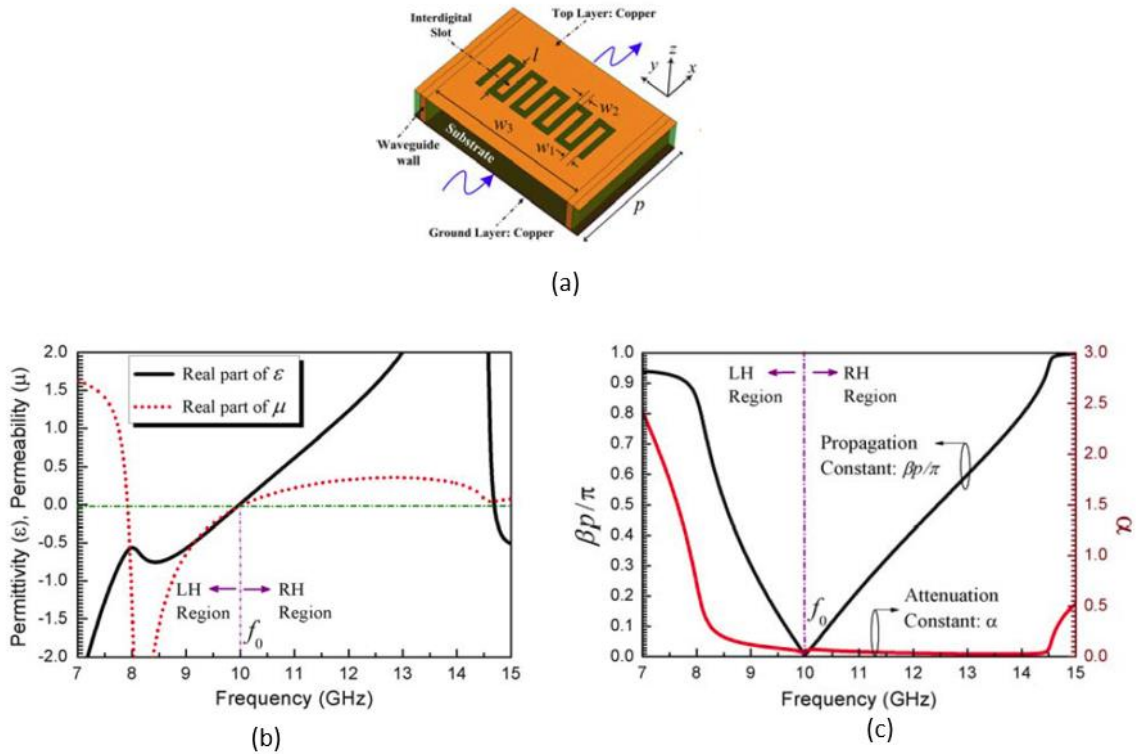 Interdigital
Slot
Top Layer: Copper
l
w₂
w₃
w₁
z
y
x
Waveguide
wall
Substrate
p
Ground Layer: Copper
(a)
Permittivity (ε), Permeability (μ)
2.0
1.5
1.0
0.5
0.0
-0.5
-1.0
-1.5
-2.0
Real part of ε
Real part of μ
LH
Region
RH
Region
f₀
7 8 9 10 11 12 13 14 15
Frequency (GHz)
(b)
βp/π
1.0
0.9
0.8
0.7
0.6
0.5
0.4
0.3
0.2
0.1
0.0
LH
Region
RH
Region
Propagation
Constant: βp/π
Attenuation
Constant: α
f₀
3.0
2.5
2.0
1.5
1.0
0.5
0.0
α
7 8 9 10 11 12 13 14 15
Frequency (GHz)
(c)